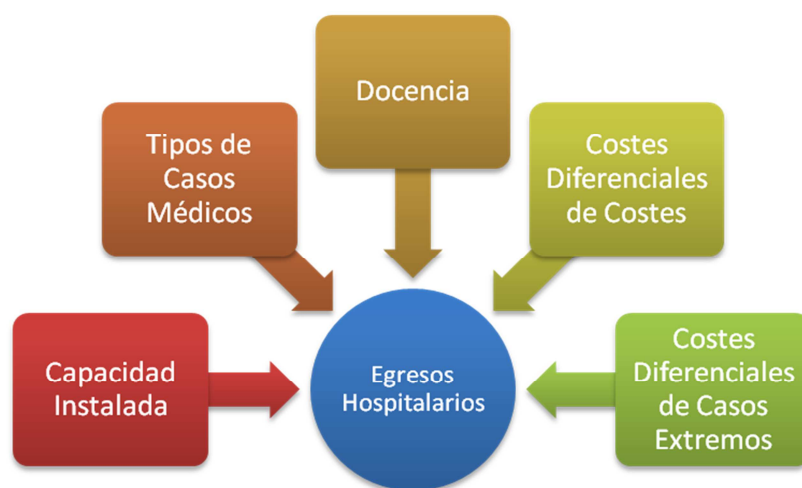 Docencia
Tipos de
Casos
Médicos
Costes
Diferenciales
de Costes
Capacidad
Instalada
Egresos
Hospitalarios
Costes
Diferenciales
de Casos
Extremos